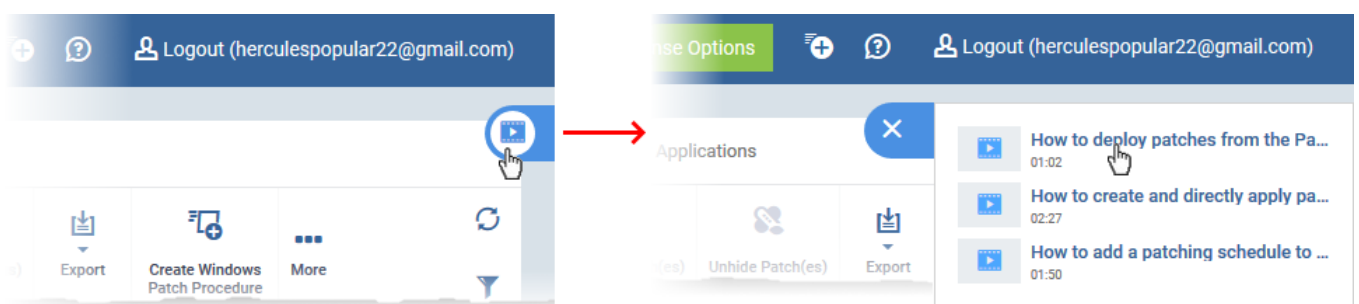 Logout (herculespopular22@gmail.com)
Export
Create Windows
Patch Procedure
More
nse Options
Logout (herculespopular22@gmail.com)
Applications
(es)
Unhide Patch(es)
Export
How to deploy patches from the Pa...
01:02
How to create and directly apply pa...
02:27
How to add a patching schedule to ...
01:50